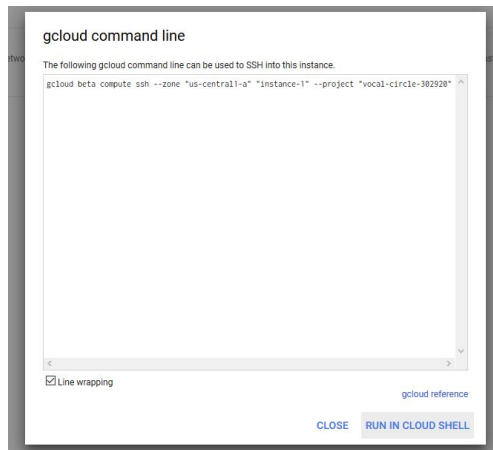 gcloud command line
The following gcloud command line can be used to SSH into this instance.
gcloud beta compute ssh --zone "us-central1-a" "instance-1" --project "vocal-circle-302920"
Line wrapping
gcloud reference
CLOSE RUN IN CLOUD SHELL